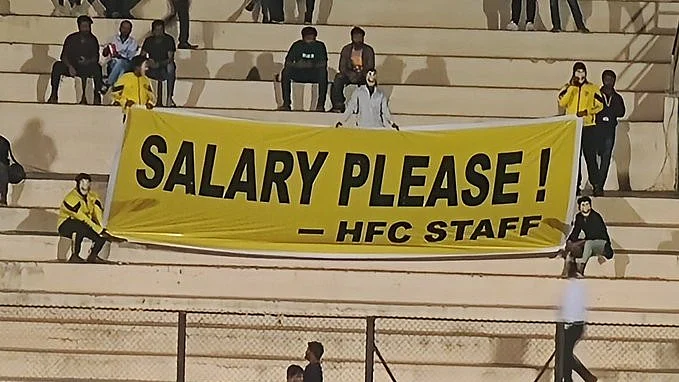 SALARY PLEASE !
— HFC STAFF